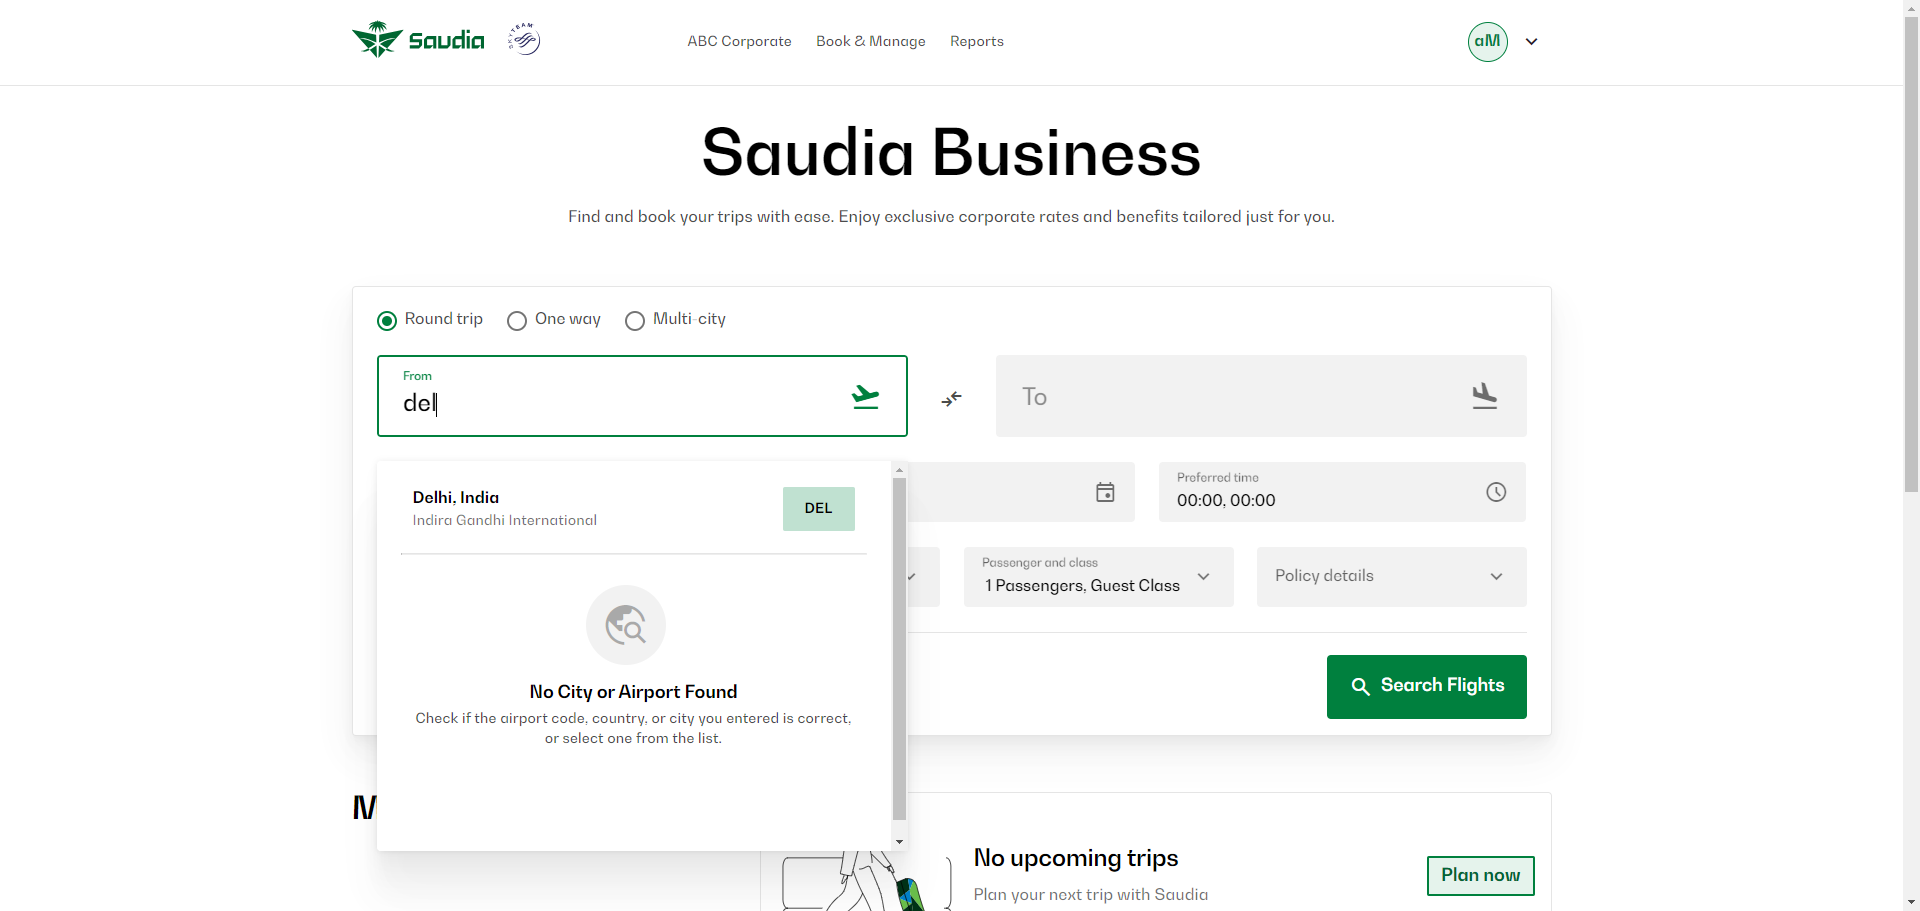 Saudia
SKYTEAM
ABC Corporate
Book & Manage
Reports
aM
Saudia Business
Find and book your trips with ease. Enjoy exclusive corporate rates and benefits tailored just for you.
Round trip
One way
Multi-city
From
del
To
Delhi, India
Indira Gandhi International
DEL
Preferred time
00:00, 00:00
No City or Airport Found
Check if the airport code, country, or city you entered is correct,
or select one from the list.
Passenger and class
1 Passengers, Guest Class
Policy details
Search Flights
No upcoming trips
Plan your next trip with Saudia
Plan now